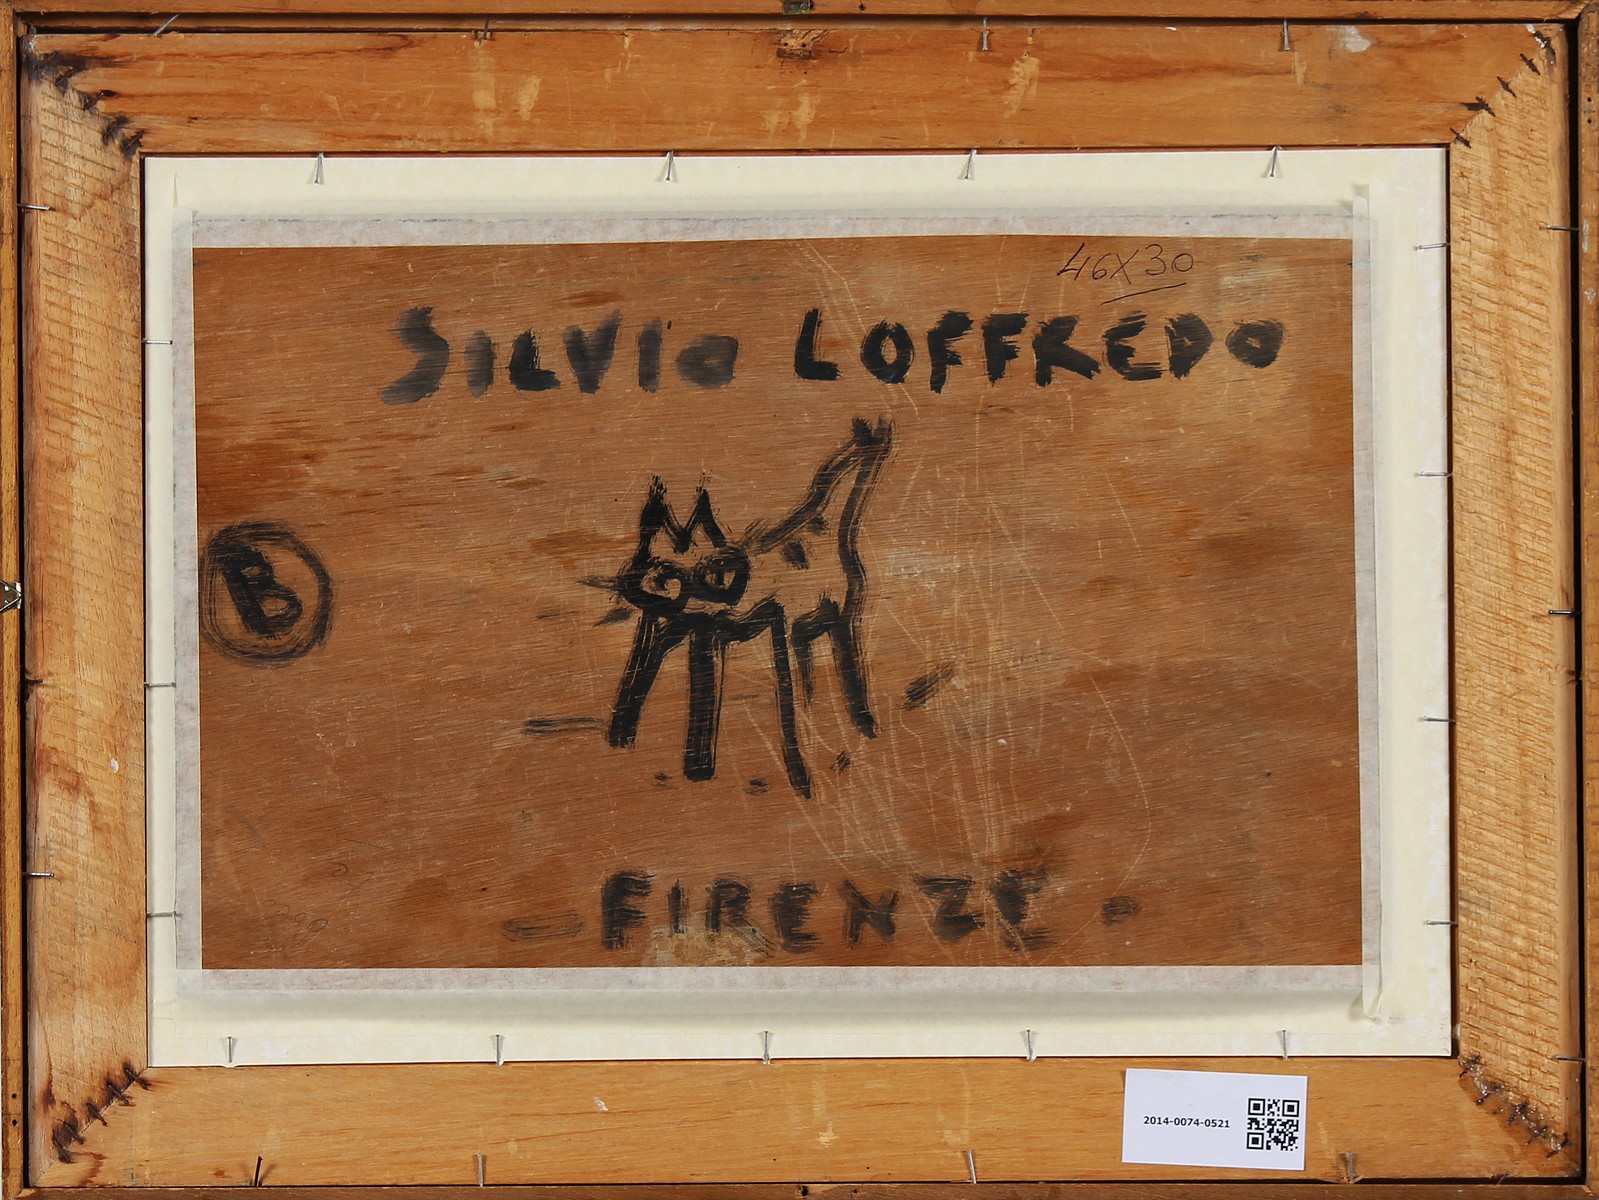 46X30
SILVIO LOFFREDO
B
- FIRENZE -
2014-0074-0521